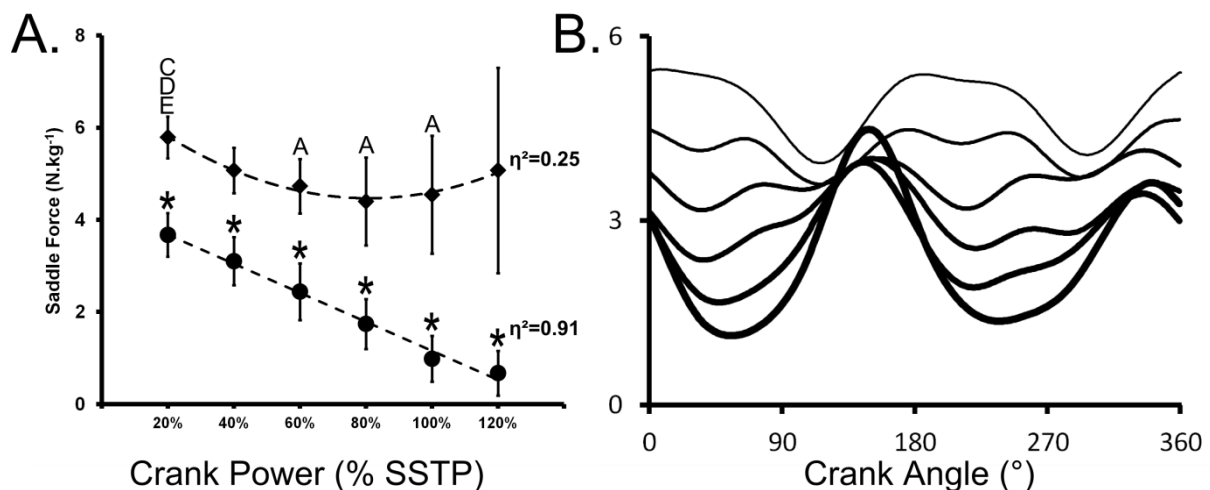 A.
8
6
4
2
0
Saddle Force (N.kg⁻¹)
C
D
E
A
A
A
η²=0.25
*
*
*
*
*
*
η²=0.91
20%
40%
60%
80%
100%
120%
Crank Power (% SSTP)
B.
6
3
0
0
90
180
270
360
Crank Angle (°)